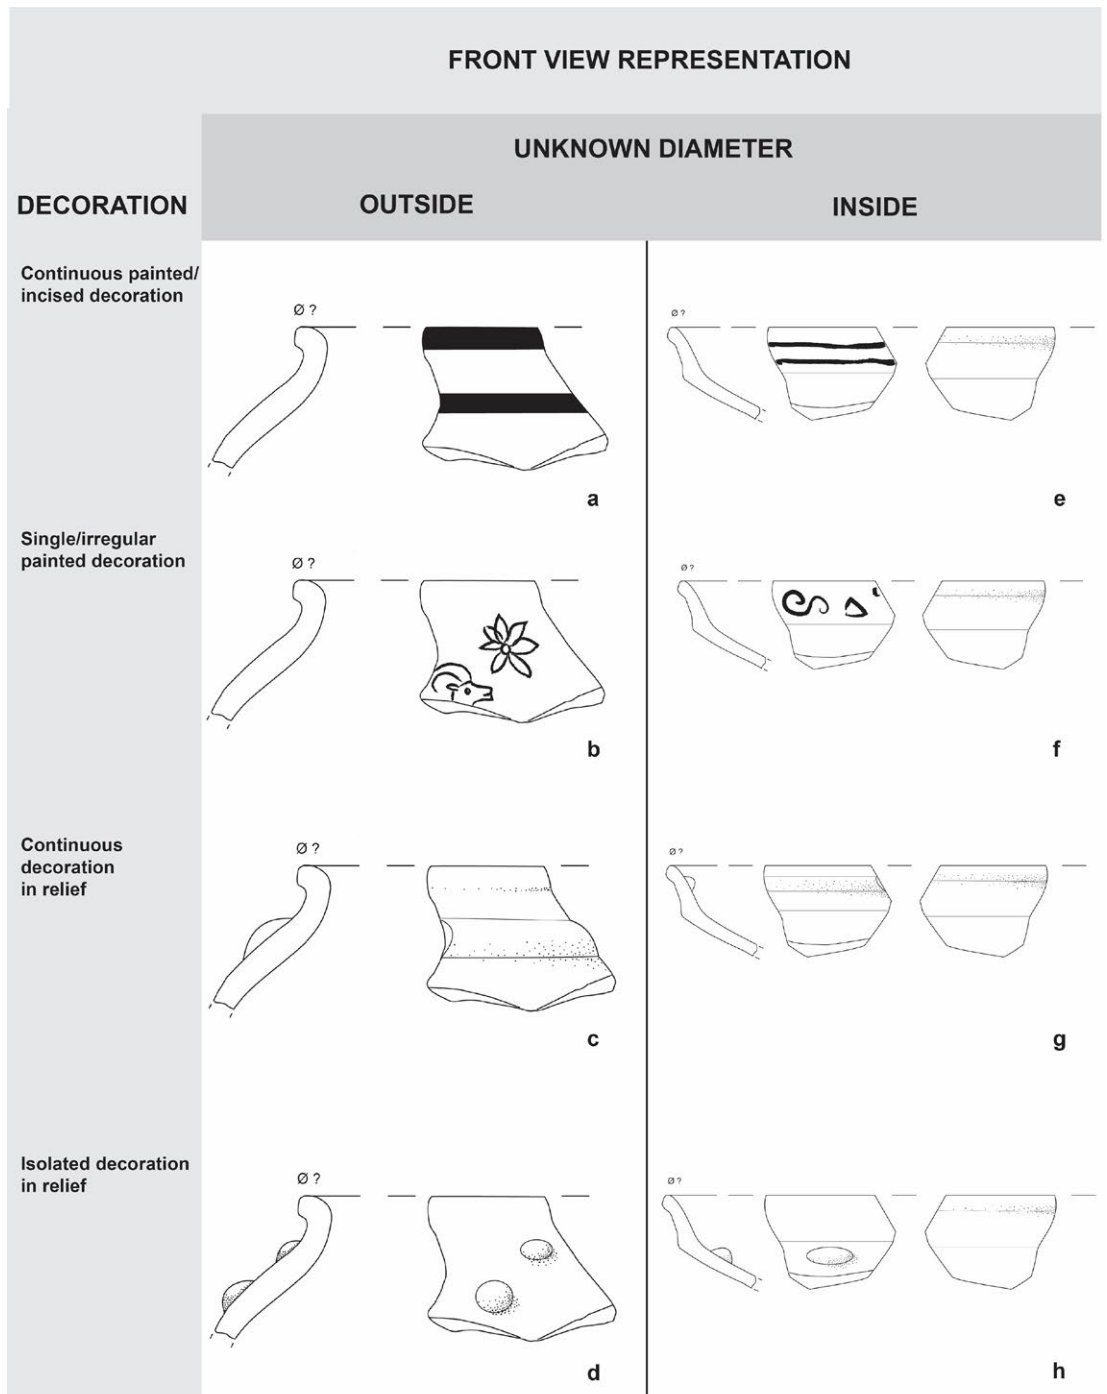 FRONT VIEW REPRESENTATION
UNKNOWN DIAMETER
DECORATION
OUTSIDE
INSIDE
Continuous painted/
incised decoration
Ø ?
Ø ?
a
e
Single/irregular
painted decoration
Ø ?
Ø ?
b
f
Continuous
decoration
in relief
Ø ?
Ø ?
c
g
Isolated decoration
in relief
Ø ?
Ø ?
d
h